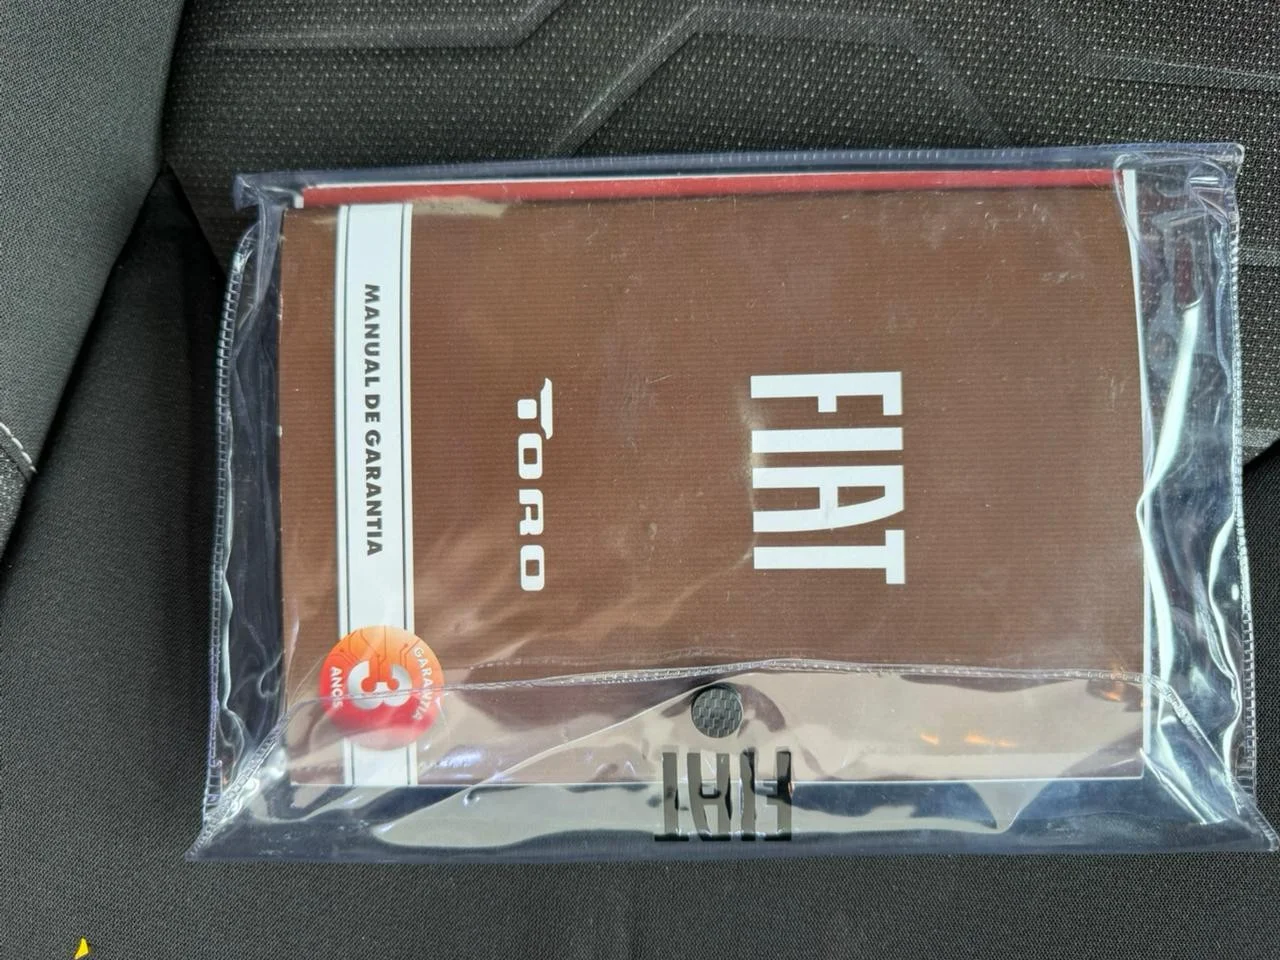 FIAT
TORO
MANUAL DE GARANTIA
GARANTIA
3
ANOS
FIAT